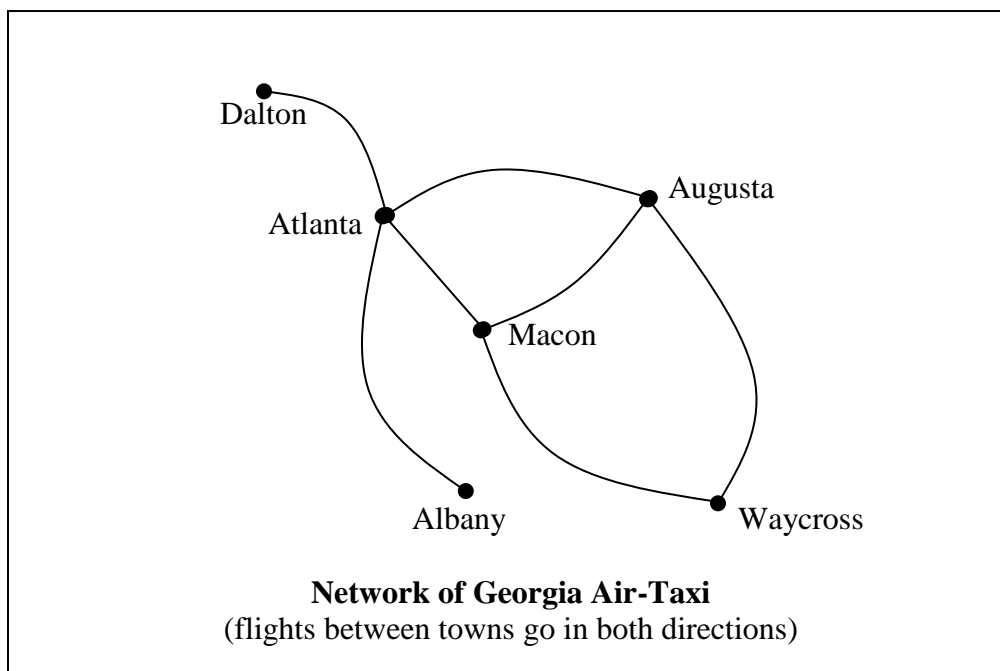 Dalton
Augusta
Atlanta
Macon
Albany
Waycross
Network of Georgia Air-Taxi
(flights between towns go in both directions)